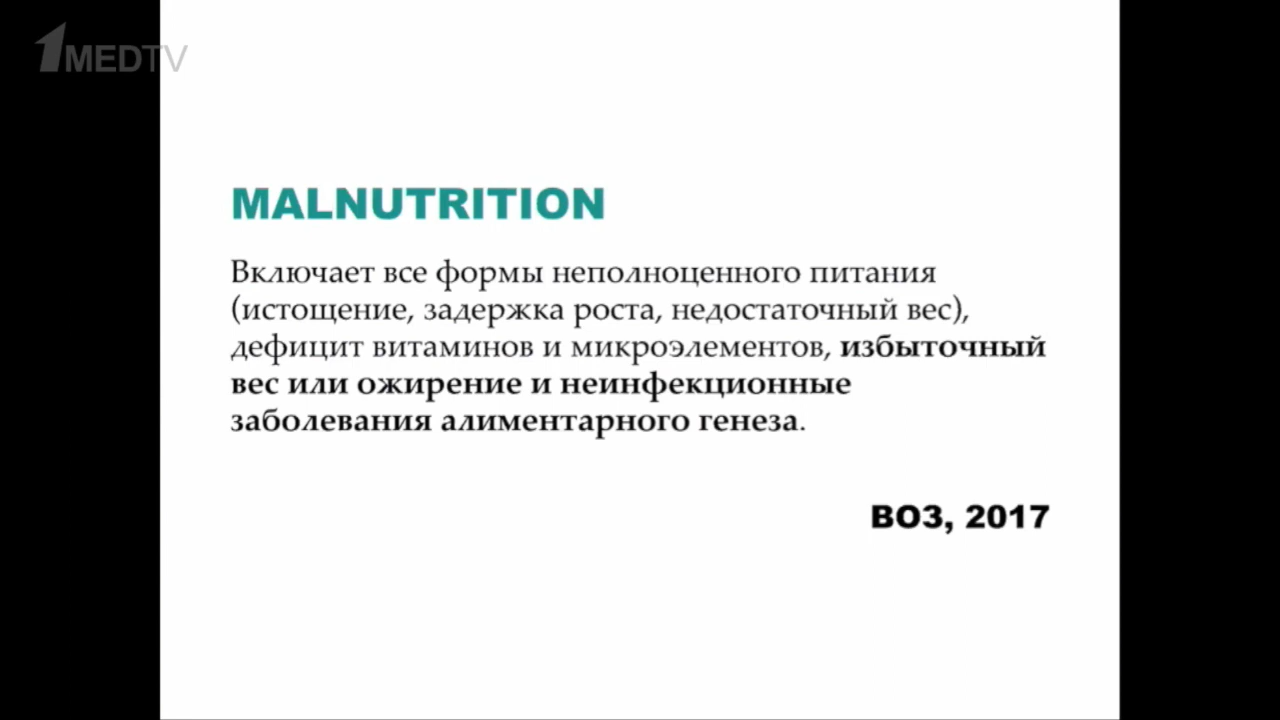 1MEDTV
MALNUTRITION
Включает все формы неполноценного питания
(истощение, задержка роста, недостаточный вес),
дефицит витаминов и микроэлементов, избыточный
вес или ожирение и неинфекционные
заболевания алиментарного генеза.
ВОЗ, 2017